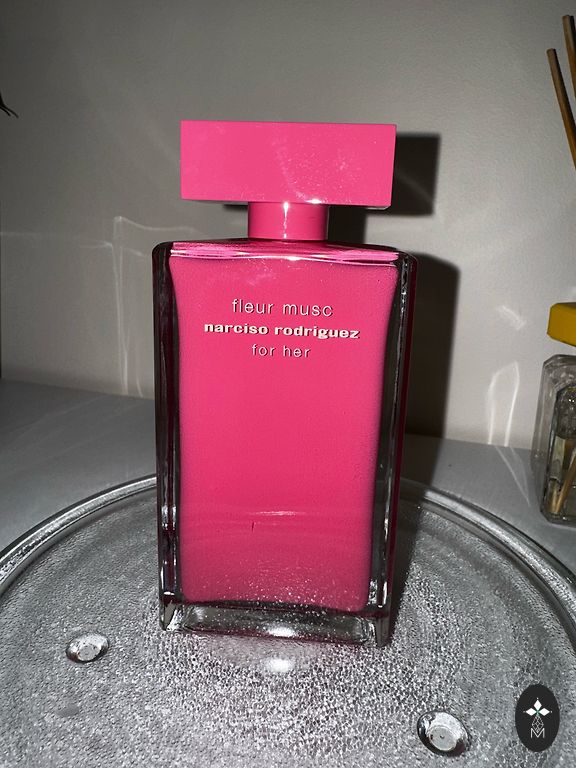 fleur musc
narciso rodriguez
for her
M